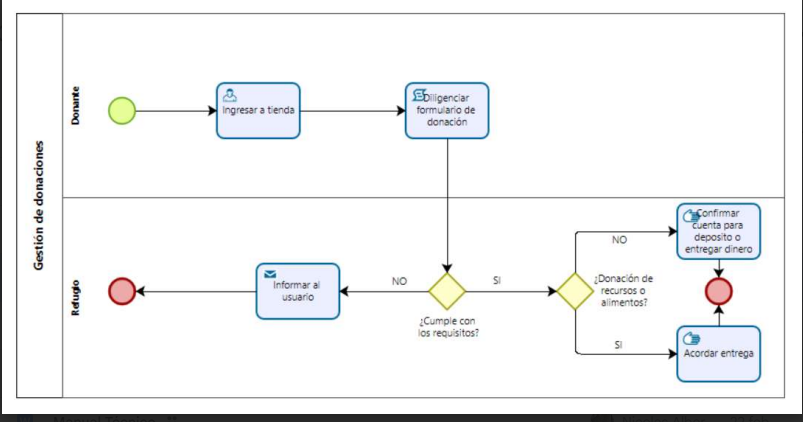 Gestión de donaciones
Donante
Ingresar a tienda
Diligenciar
formulario de
donación
Refugio
Informar al
usuario
NO
¿Cumple con
los requisitos?
SI
¿Donación de
recursos o
alimentos?
NO
Confirmar
cuenta para
deposito o
entregar dinero
SI
Acordar entrega